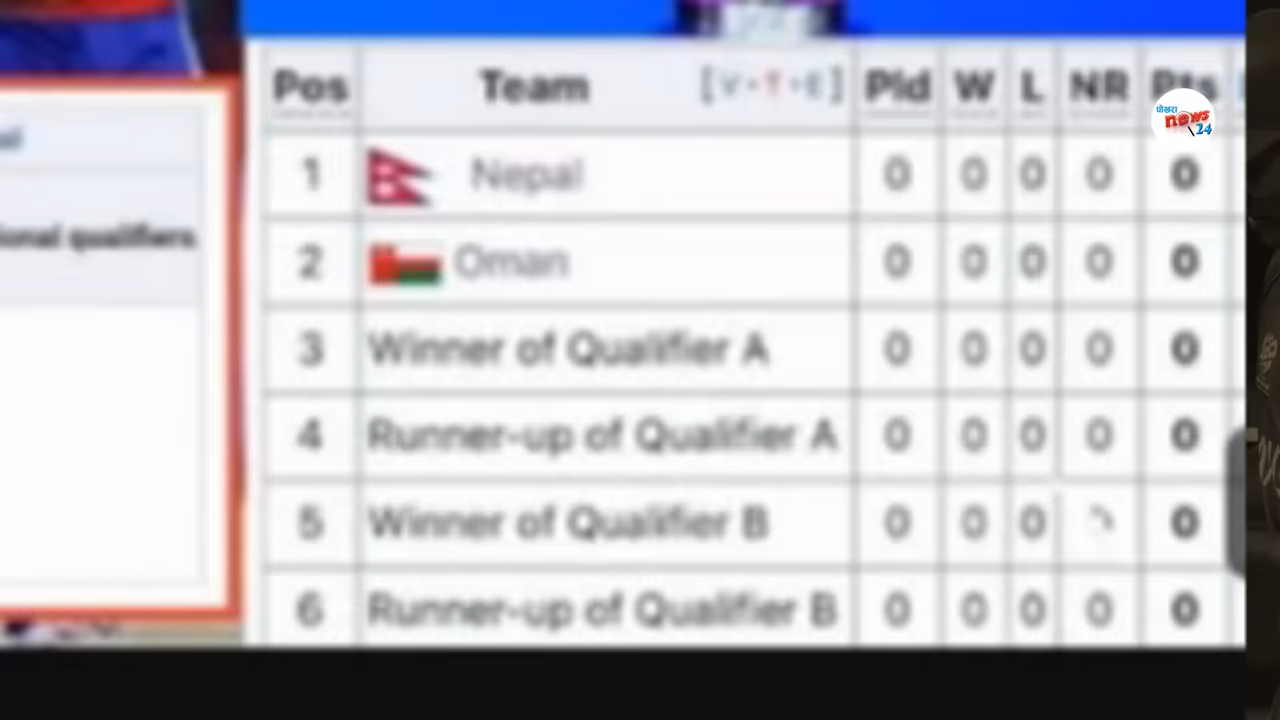 Pos Team [V·T·E] Pld W L NR Pts
1 Nepal 0 0 0 0 0
2 Oman 0 0 0 0 0
3 Winner of Qualifier A 0 0 0 0 0
4 Runner-up of Qualifier A 0 0 0 0 0
5 Winner of Qualifier B 0 0 0 0
6 Runner-up of Qualifier B 0 0 0 0 0
qualifiers
पोखरा
news
24